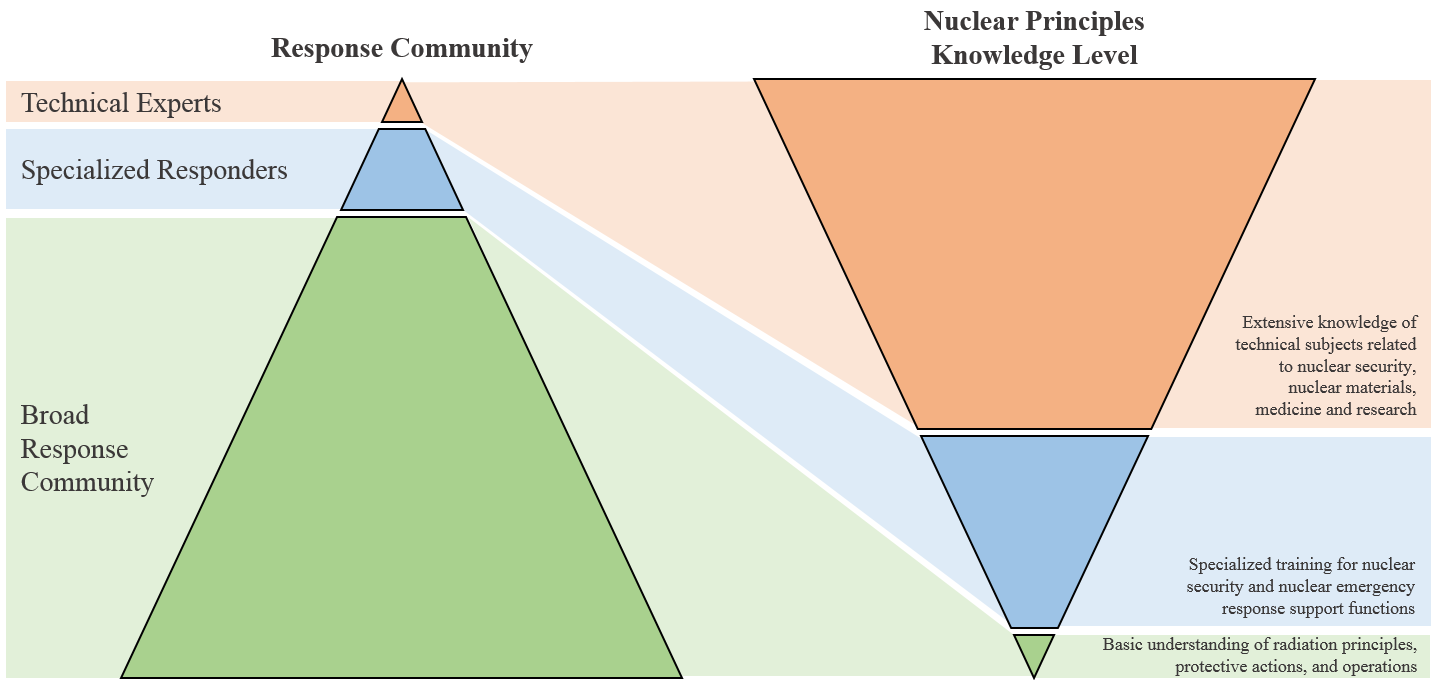 Response Community
Nuclear Principles
Knowledge Level
Technical Experts
Specialized Responders
Broad
Response
Community
Extensive knowledge of
technical subjects related
to nuclear security,
nuclear materials,
medicine and research
Specialized training for nuclear
security and nuclear emergency
response support functions
Basic understanding of radiation principles,
protective actions, and operations